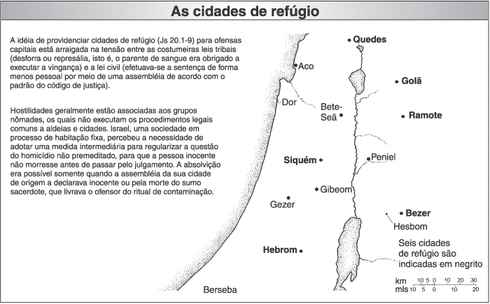 As cidades de refúgio
A idéia de providenciar cidades de refúgio (Js 20.1-9) para ofensas
capitais está arraigada na tensão entre as costumeiras leis tribais
(desforra ou represália, isto é, o parente de sangue era obrigado a
executar a vingança) e a lei civil (efetuava-se a sentença de forma
menos pessoal por meio de uma assembléia de acordo com o
padrão do código de justiça).
Hostilidades geralmente estão associadas aos grupos
nômades, os quais não executam os procedimentos legais
comuns a aldeias e cidades. Israel, uma sociedade em
processo de habitação fixa, percebeu a necessidade de
adotar uma medida intermediária para regularizar a questão
do homicídio não premeditado, para que a pessoa inocente
não morresse antes de passar pelo julgamento. A absolvição
era possível somente quando a assembléia da sua cidade
de origem a declarava inocente ou pela morte do sumo
sacerdote, que livrava o ofensor do ritual de contaminação.
Quedes
Aco
Golã
Dor
Bete-
Seã
Ramote
Siquém
Peniel
Gibeom
Gezer
Bezer
Hesbom
Hebrom
Seis cidades
de refúgio são
indicadas em negrito
Berseba
km 10 5 0 10 20 30
mls 10 5 0 10 20